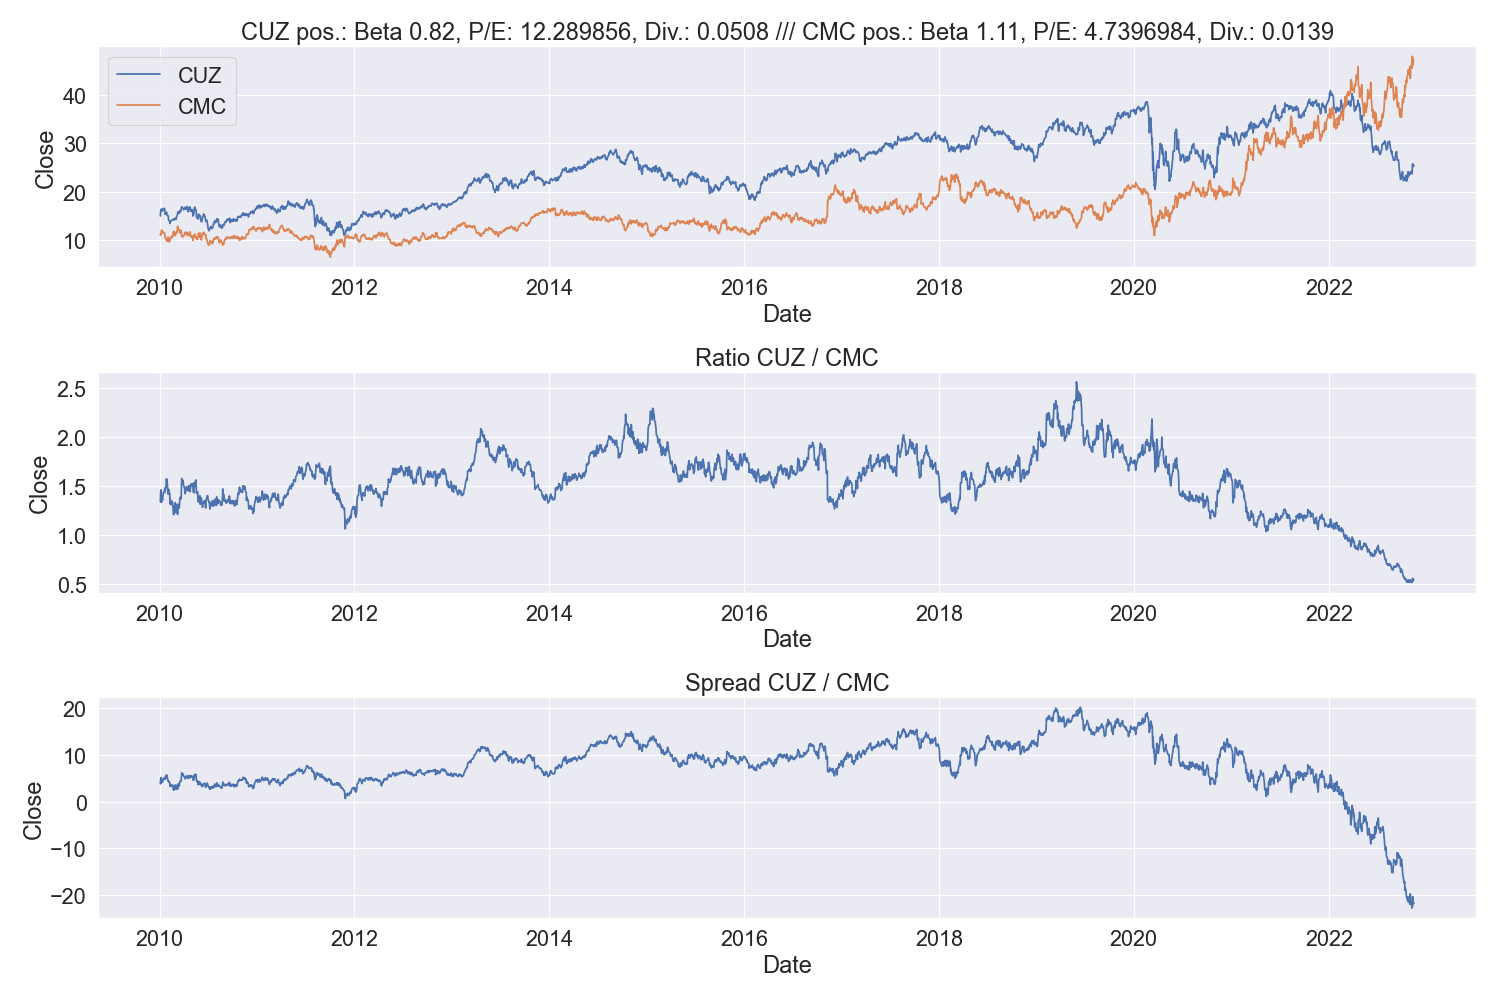 CUZ pos.: Beta 0.82, P/E: 12.289856, Div.: 0.0508 /// CMC pos.: Beta 1.11, P/E: 4.7396984, Div.: 0.0139
CUZ
CMC
Close
40
30
20
10
2010 2012 2014 2016 2018 2020 2022
Date
Ratio CUZ / CMC
Close
2.5
2.0
1.5
1.0
0.5
2010 2012 2014 2016 2018 2020 2022
Date
Spread CUZ / CMC
Close
20
10
0
−10
−20
2010 2012 2014 2016 2018 2020 2022
Date